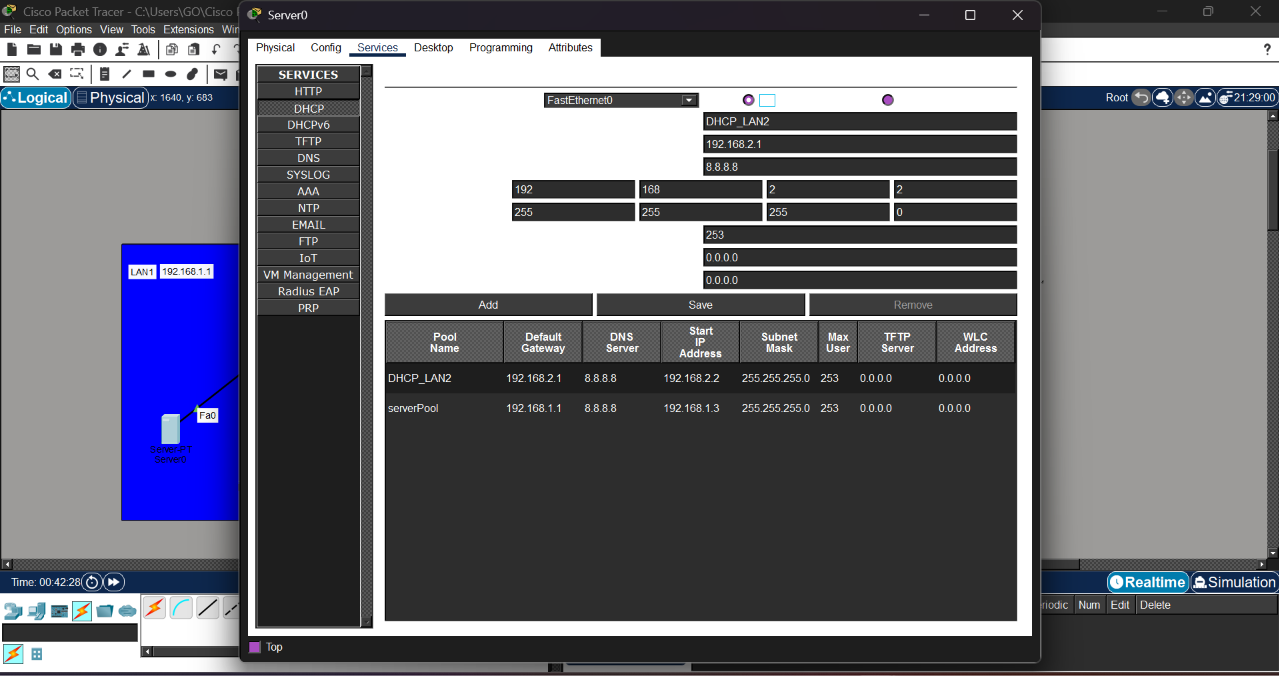 Cisco Packet Tracer - C:\Users\GO\Cisco
Server0
File Edit Options View Tools Extensions
?
Physical Config Services Desktop Programming Attributes
Logical Physical x: 1640, y: 683
Root 21:29:00
SERVICES
HTTP
DHCP
DHCPv6
TFTP
DNS
SYSLOG
AAA
NTP
EMAIL
FTP
IoT
VM Management
Radius EAP
PRP
FastEthernet0
DHCP_LAN2
192.168.2.1
8.8.8.8
192 168 2 2
255 255 255 0
253
0.0.0.0
0.0.0.0
Add Save Remove
Pool Name Default Gateway DNS Server Start IP Address Subnet Mask Max User TFTP Server WLC Address
DHCP_LAN2 192.168.2.1 8.8.8.8 192.168.2.2 255.255.255.0 253 0.0.0.0 0.0.0.0
serverPool 192.168.1.1 8.8.8.8 192.168.1.3 255.255.255.0 253 0.0.0.0 0.0.0.0
LAN1 192.168.1.1
Fa0
Server-PT
Server0
Time: 00:42:28
Realtime Simulation
Num Edit Delete
Top